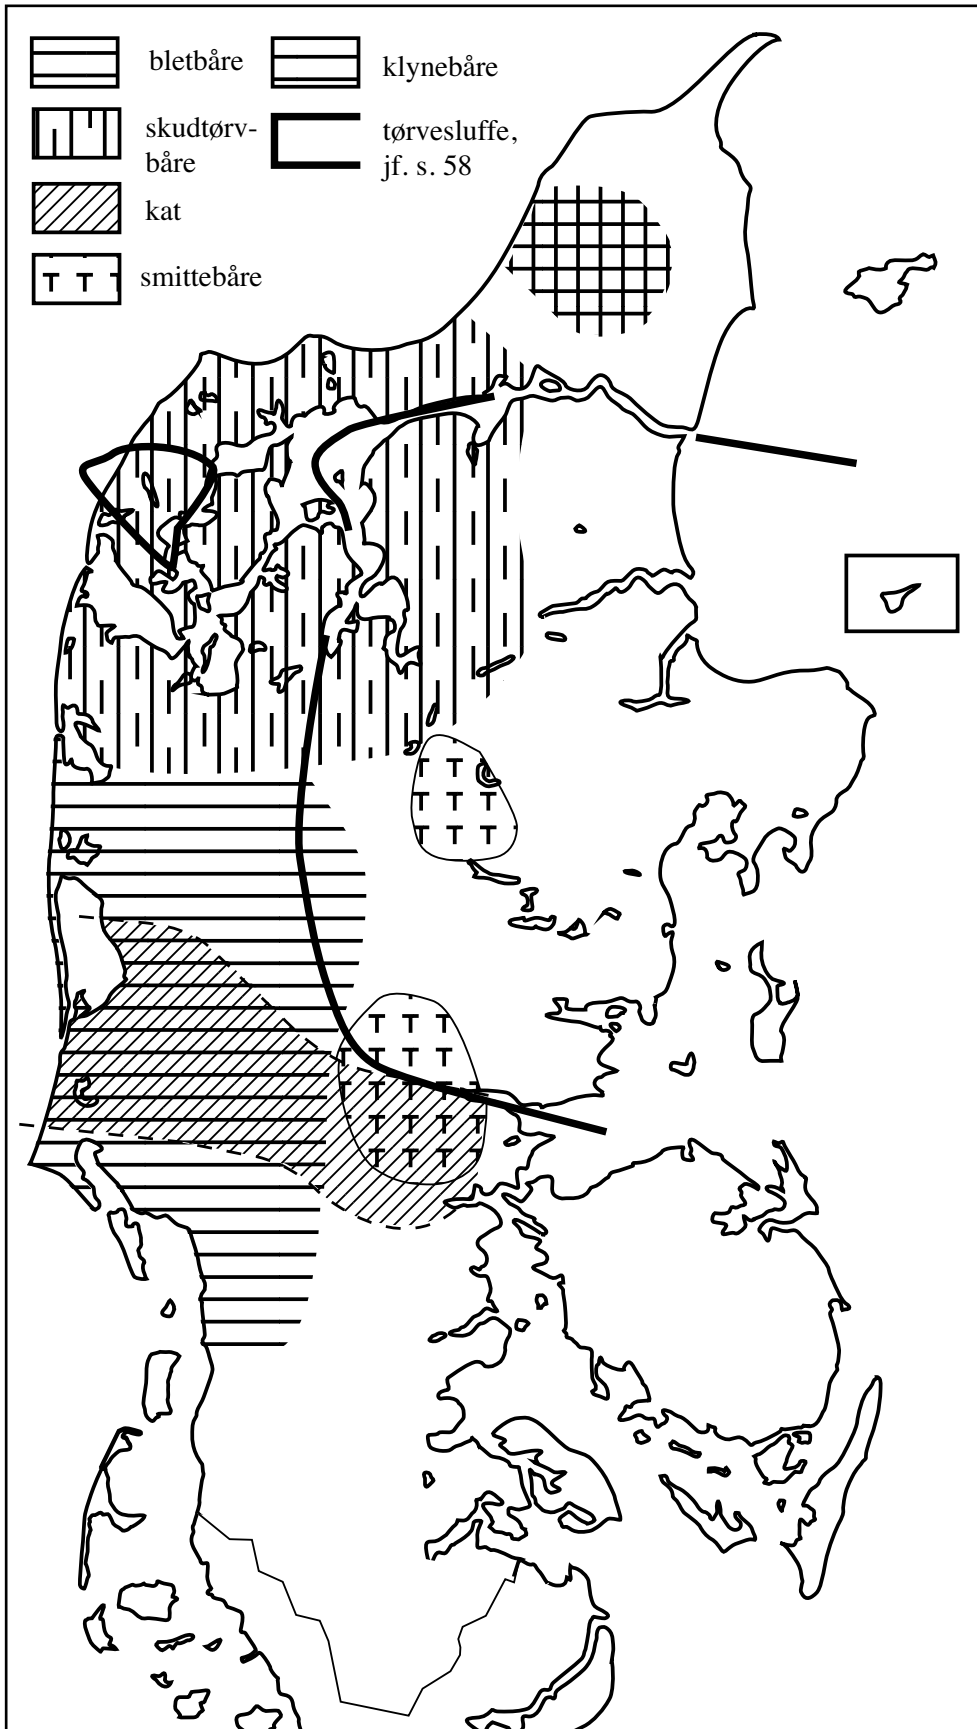 bletbåre
klynebåre
skudtørv-
båre
tørvesluffe,
jf. s. 58
kat
smittebåre